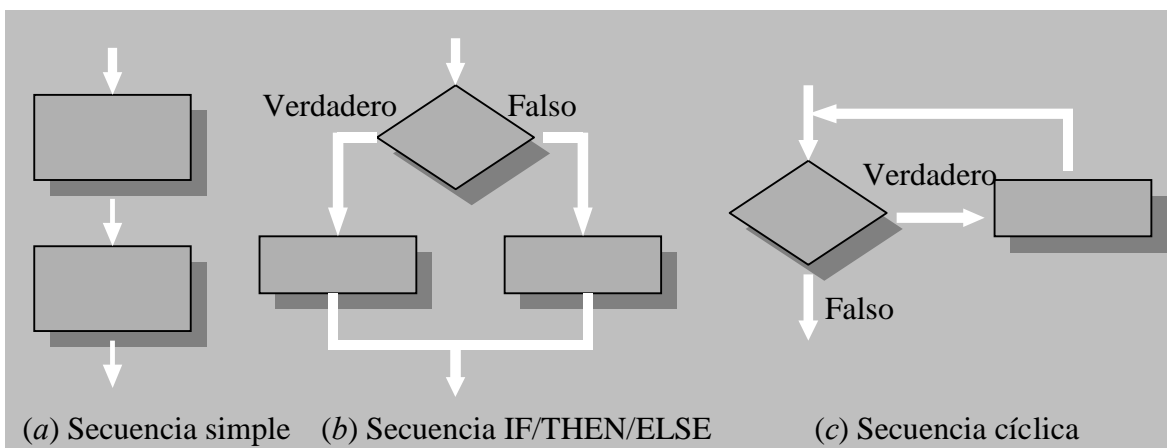 Verdadero
Falso
Verdadero
Falso
(a) Secuencia simple
(b) Secuencia IF/THEN/ELSE
(c) Secuencia cíclica